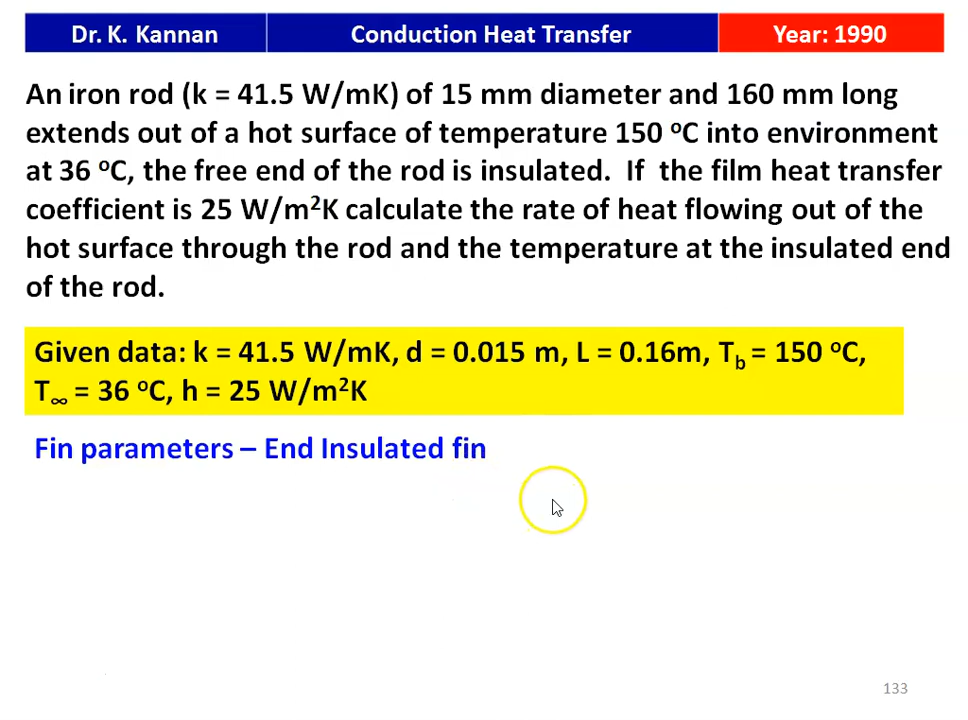 Dr. K. Kannan Conduction Heat Transfer Year: 1990
An iron rod (k = 41.5 W/mK) of 15 mm diameter and 160 mm long
extends out of a hot surface of temperature 150 ºC into environment
at 36 ºC, the free end of the rod is insulated. If the film heat transfer
coefficient is 25 W/m²K calculate the rate of heat flowing out of the
hot surface through the rod and the temperature at the insulated end
of the rod.
Given data: k = 41.5 W/mK, d = 0.015 m, L = 0.16m, T_b = 150 ºC,
T_∞ = 36 ºC, h = 25 W/m²K
Fin parameters – End Insulated fin
133